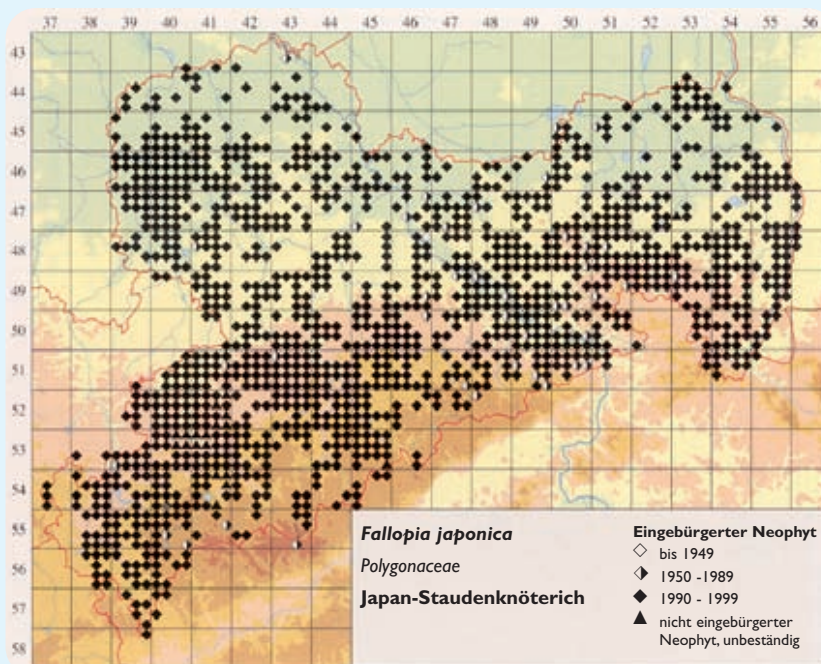 37 38 39 40 41 42 43 44 45 46 47 48 49 50 51 52 53 54 55 56
43
44
45
46
47
48
49
50
51
52
53
54
55
56
57
58
Fallopia japonica
Polygonaceae
Japan-Staudenknöterich
Eingebürgerter Neophyt
bis 1949
1950 -1989
1990 - 1999
nicht eingebürgerter
Neophyt, unbeständig